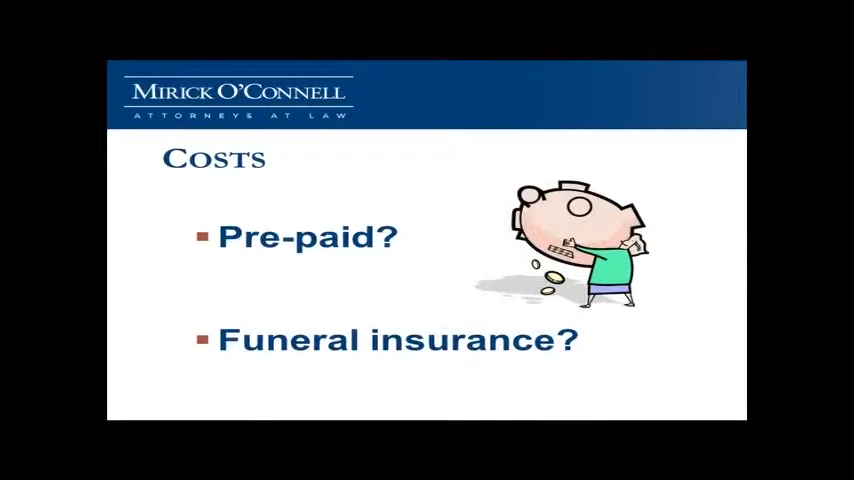 MIRICK O'CONNELL
ATTORNEYS AT LAW
COSTS
Pre-paid?
Funeral insurance?